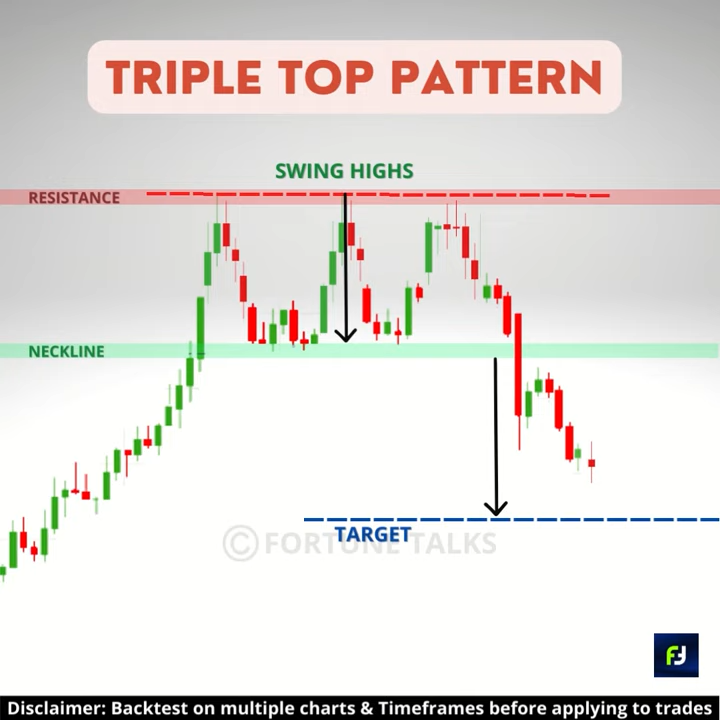 TRIPLE TOP PATTERN
SWING HIGHS
RESISTANCE
NECKLINE
TARGET
© FORTUNE TALKS
Disclaimer: Backtest on multiple charts & Timeframes before applying to trades